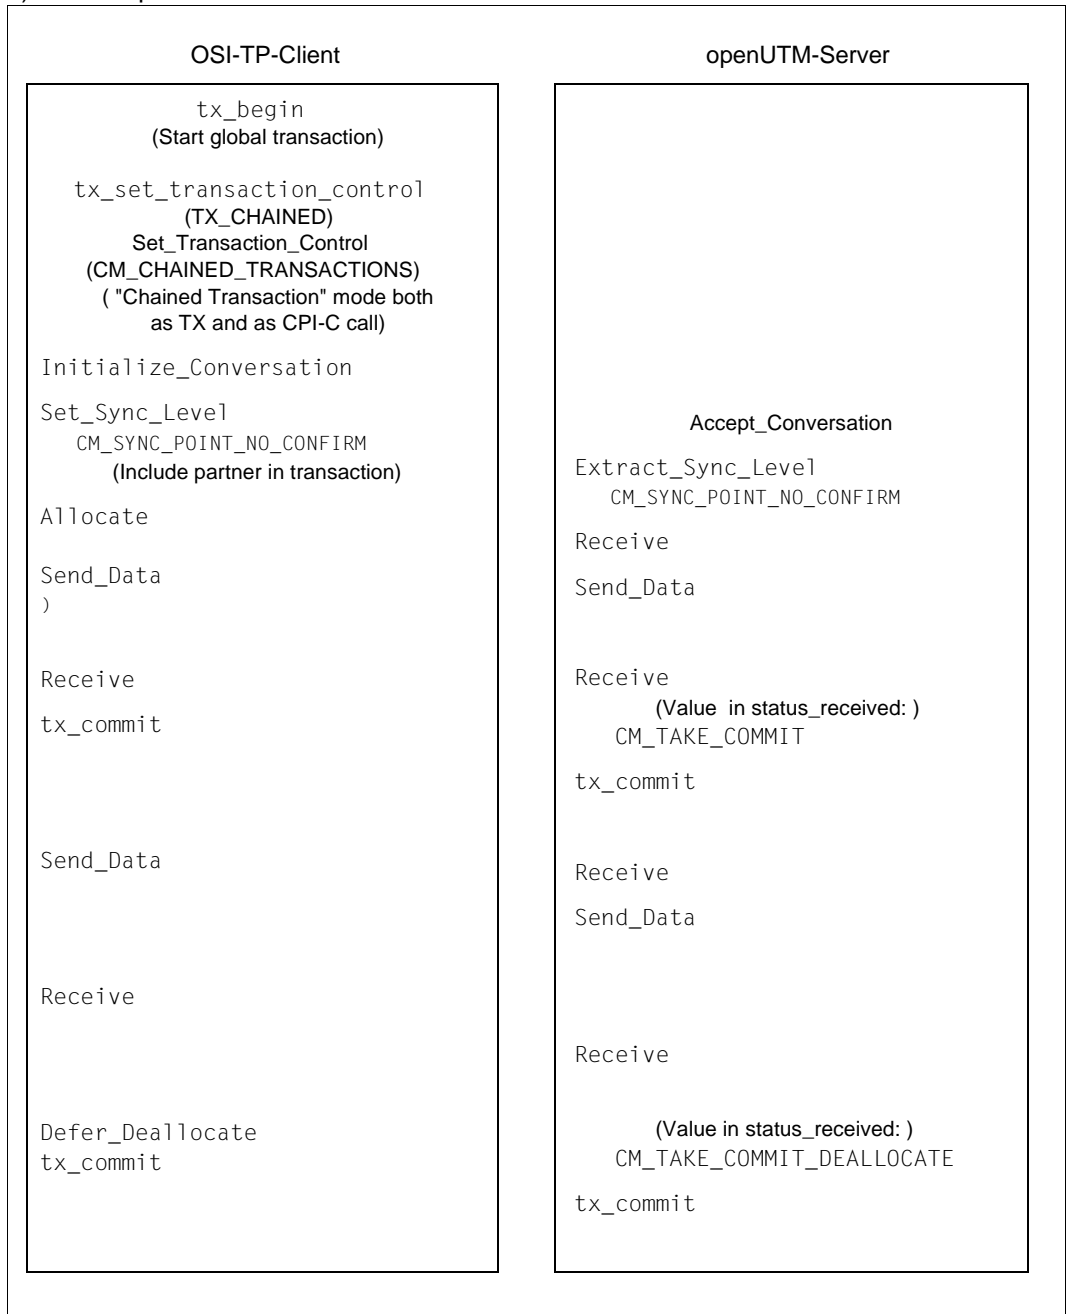 OSI-TP-Client
tx_begin
(Start global transaction)
tx_set_transaction_control
(TX_CHAINED)
Set_Transaction_Control
(CM_CHAINED_TRANSACTIONS)
( "Chained Transaction" mode both
as TX and as CPI-C call)
Initialize_Conversation
Set_Sync_Level
CM_SYNC_POINT_NO_CONFIRM
(Include partner in transaction)
Allocate
Send_Data
)
Receive
tx_commit
Send_Data
Receive
Defer_Deallocate
tx_commit
openUTM-Server
Accept_Conversation
Extract_Sync_Level
CM_SYNC_POINT_NO_CONFIRM
Receive
Send_Data
Receive
(Value in status_received: )
CM_TAKE_COMMIT
tx_commit
Receive
Send_Data
Receive
(Value in status_received: )
CM_TAKE_COMMIT_DEALLOCATE
tx_commit